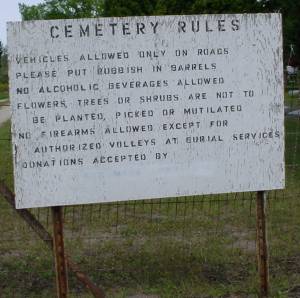 CEMETERY RULES
VEHICLES ALLOWED ONLY ON ROADS
PLEASE PUT RUBBISH IN BARRELS
NO ALCOHOLIC BEVERAGES ALLOWED
FLOWERS, TREES OR SHRUBS ARE NOT TO
BE PLANTED, PICKED OR MUTILATED
NO FIREARMS ALLOWED EXCEPT FOR
AUTHORIZED VOLLEYS AT BURIAL SERVICES
DONATIONS ACCEPTED BY